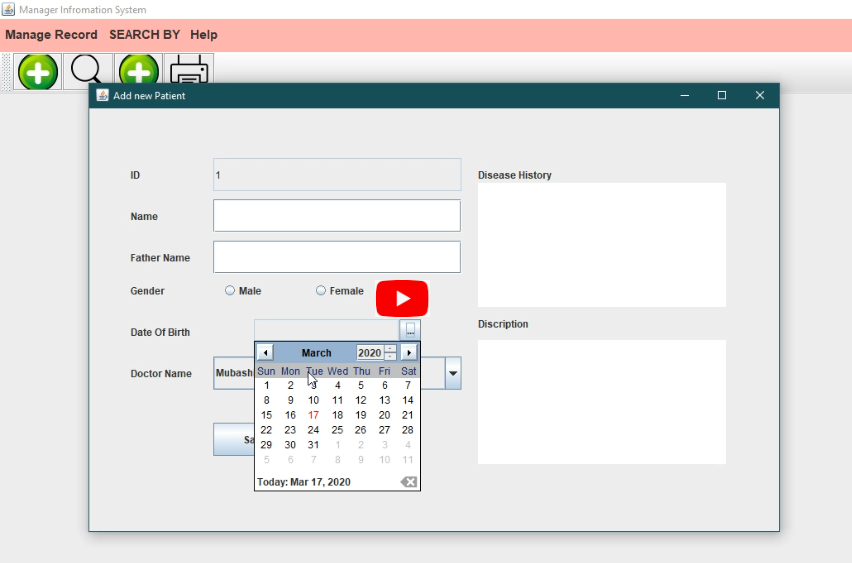 Manager Infromation System
Manage Record SEARCH BY Help
Add new Patient
ID 1
Disease History
Name
Father Name
Gender Male Female
Discription
Date Of Birth ...
March 2020
Doctor Name
Sun Mon Tue Wed Thu Fri Sat
1 2 3 4 5 6 7
8 9 10 11 12 13 14
15 16 17 18 19 20 21
22 23 24 25 26 27 28
29 30 31 1 2 3 4
5 6 7 8 9 10 11
Today: Mar 17, 2020